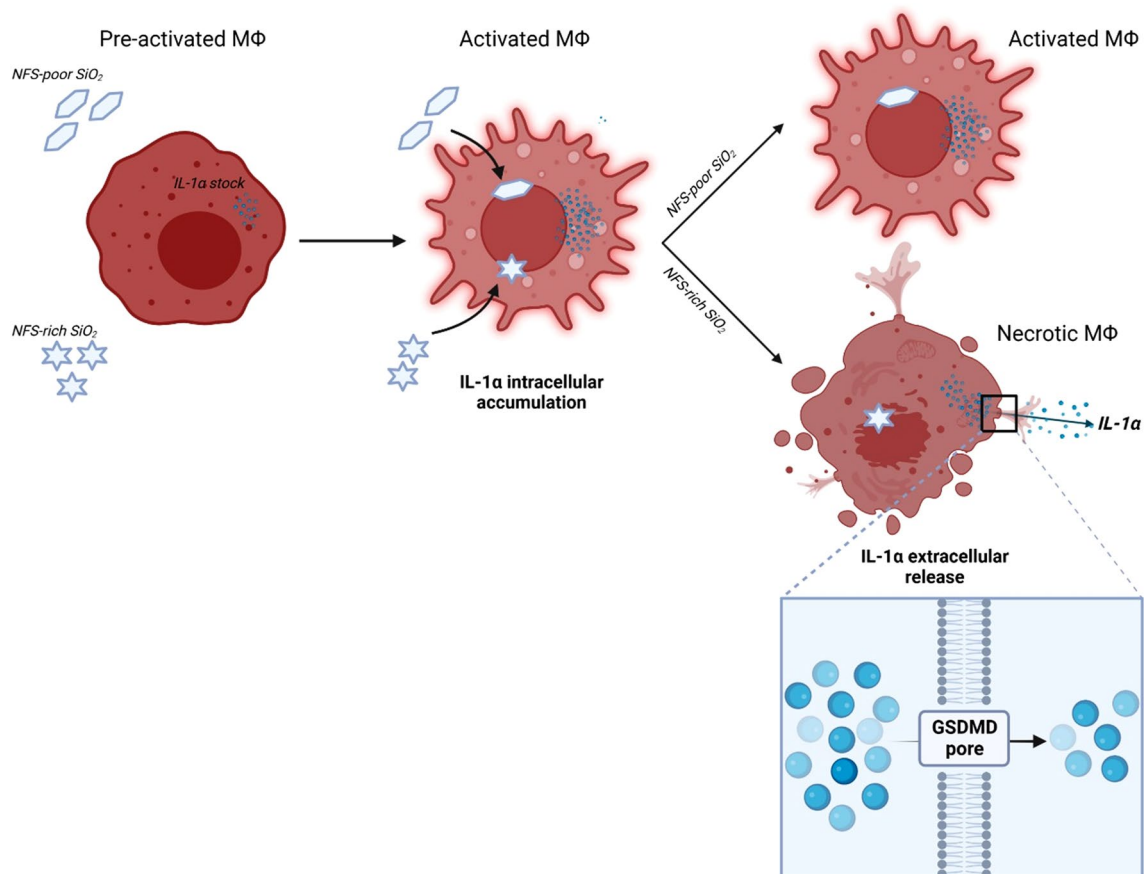 Pre-activated MΦ
Activated MΦ
Activated MΦ
NFS-poor SiO₂
IL-1α stock
NFS-poor SiO₂
NFS-rich SiO₂
NFS-rich SiO₂
IL-1α intracellular
accumulation
Necrotic MΦ
IL-1α
IL-1α extracellular
release
GSDMD
pore